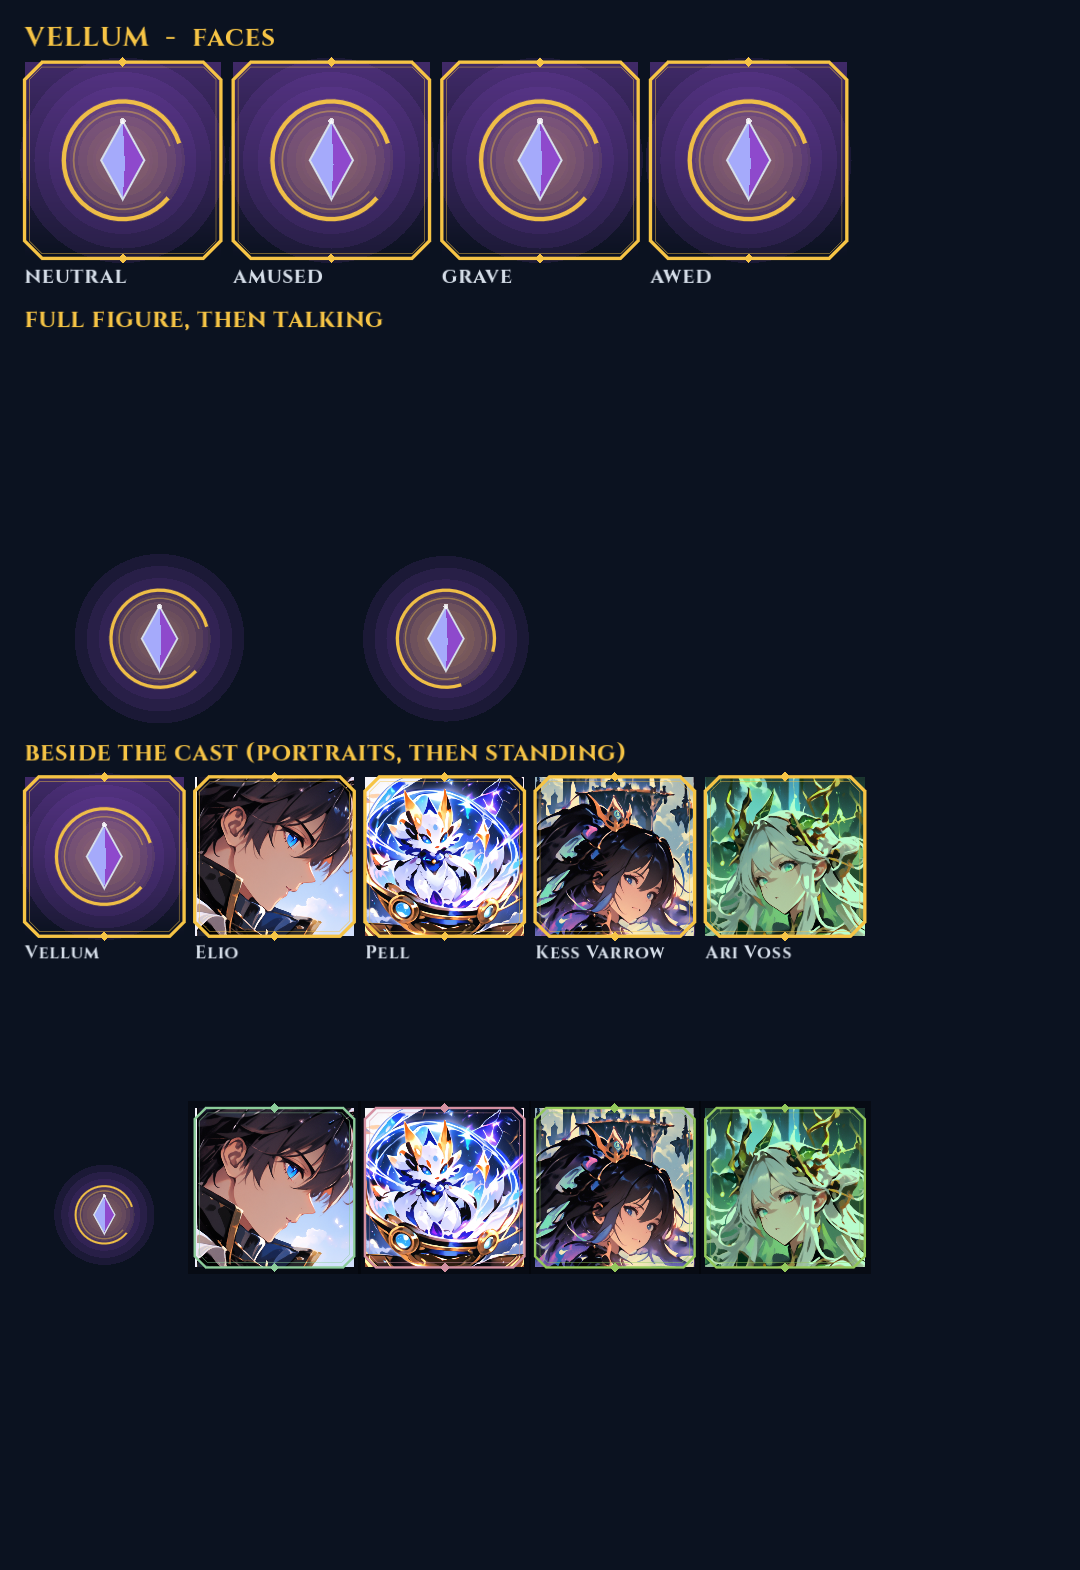 VELLUM - FACES
NEUTRAL AMUSED GRAVE AWED
FULL FIGURE, THEN TALKING
BESIDE THE CAST (PORTRAITS, THEN STANDING)
VELLUM ELIO PELL KESS VARROW ARI VOSS